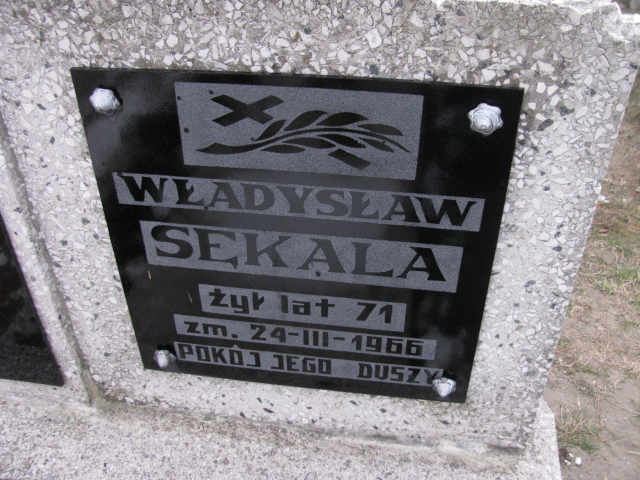 WŁADYSŁAW
SĘKALA
żył lat 71
zm. 24-III-1966
POKÓJ JEGO DUSZY